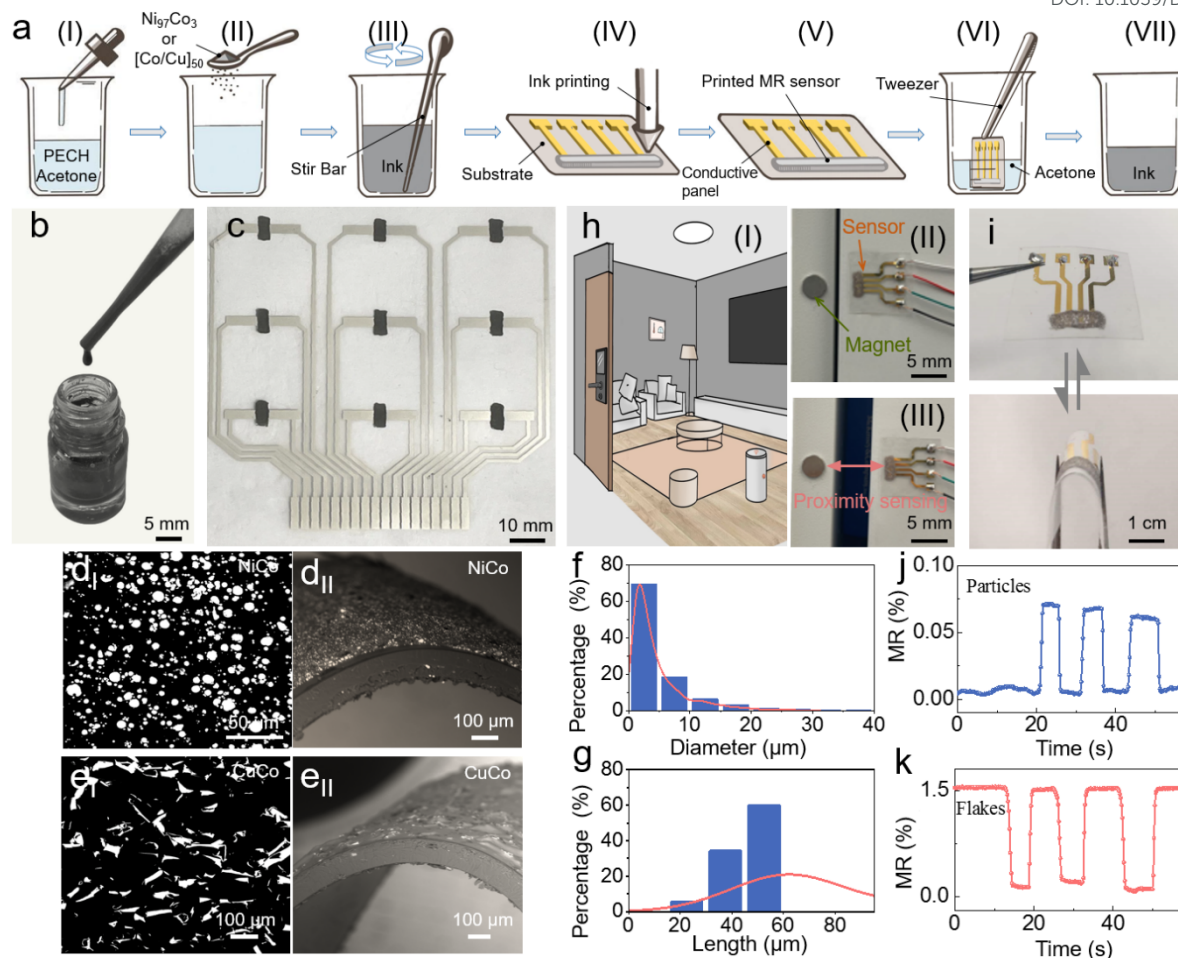 DOI: 10.1039/
a
(I)
(II)
(III)
(IV)
(V)
(VI)
(VII)
Ni97Co3
or
[Co/Cu]50
PECH
Acetone
Stir Bar
Ink
Ink printing
Substrate
Printed MR sensor
Conductive
panel
Tweezer
Acetone
Ink
b
5 mm
c
10 mm
h
(I)
Sensor
(II)
Magnet
5 mm
(III)
Proximity sensing
5 mm
i
1 cm
dI
NiCo
50 µm
dII
NiCo
100 µm
eI
CuCo
100 µm
eII
CuCo
100 µm
f
Percentage (%)
80
70
60
50
40
30
20
10
0
0 10 20 30 40
Diameter (µm)
g
Percentage (%)
80
60
40
20
0
0 20 40 60 80
Length (µm)
j
MR (%)
0.10
0.05
0.00
Particles
0 20 40
Time (s)
k
MR (%)
1.5
0.0
Flakes
0 20 40
Time (s)